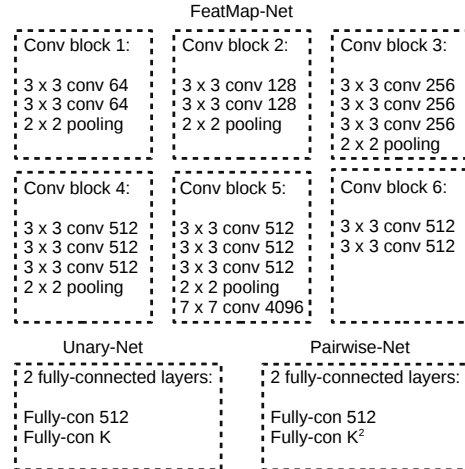 FeatMap-Net
Conv block 1:
3 x 3 conv 64
3 x 3 conv 64
2 x 2 pooling
Conv block 2:
3 x 3 conv 128
3 x 3 conv 128
2 x 2 pooling
Conv block 3:
3 x 3 conv 256
3 x 3 conv 256
3 x 3 conv 256
2 x 2 pooling
Conv block 4:
3 x 3 conv 512
3 x 3 conv 512
3 x 3 conv 512
2 x 2 pooling
Conv block 5:
3 x 3 conv 512
3 x 3 conv 512
3 x 3 conv 512
2 x 2 pooling
7 x 7 conv 4096
Conv block 6:
3 x 3 conv 512
3 x 3 conv 512
Unary-Net
2 fully-connected layers:
Fully-con 512
Fully-con K
Pairwise-Net
2 fully-connected layers:
Fully-con 512
Fully-con K²